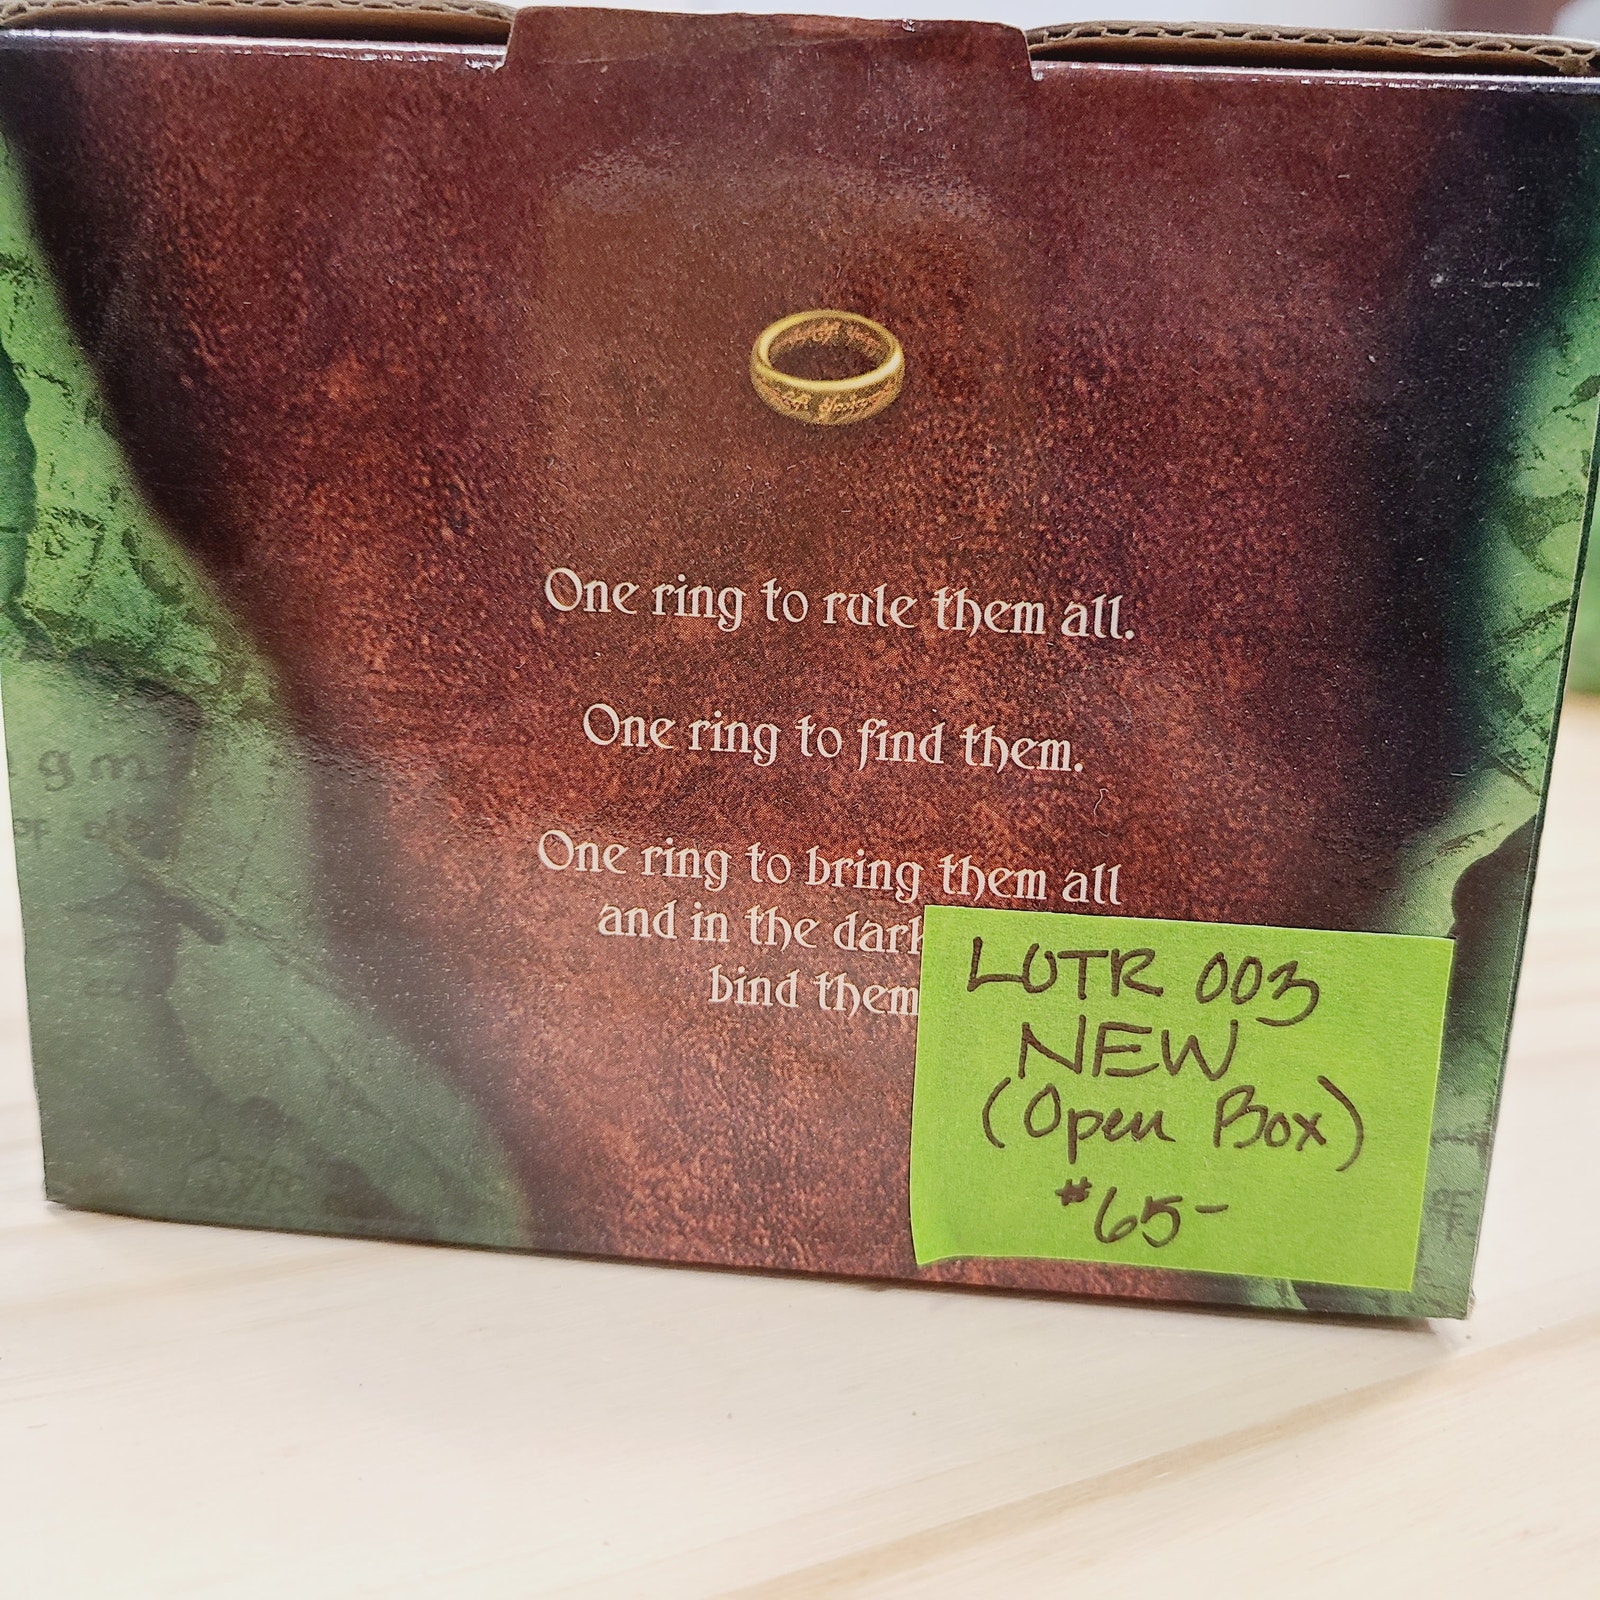 One ring to rule them all.
One ring to find them.
One ring to bring them all
and in the dark
bind them
LOTR 003
NEW
(Open Box)
#65-